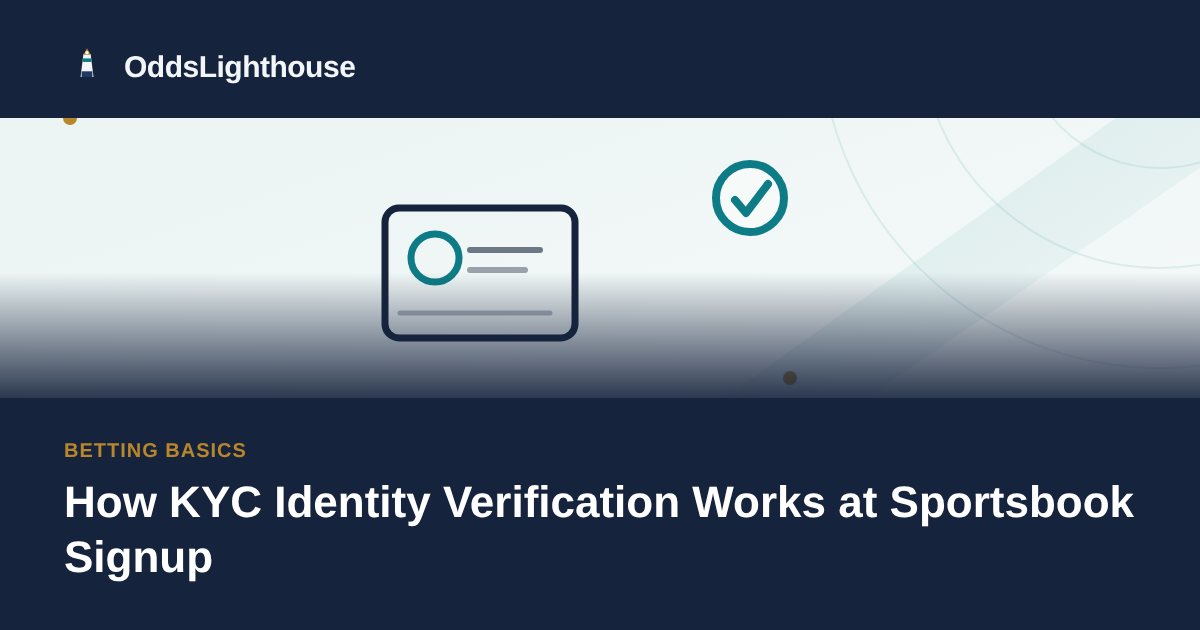 OddsLighthouse
BETTING BASICS
How KYC Identity Verification Works at Sportsbook
Signup